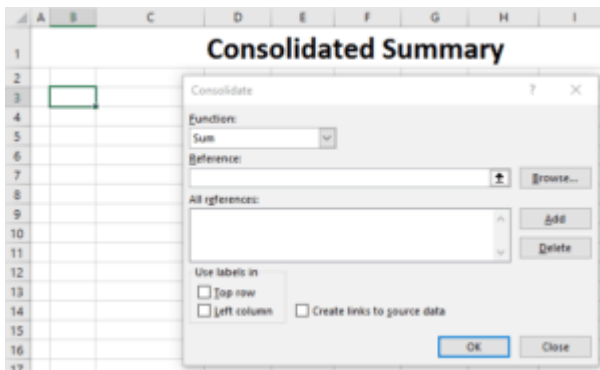 A B C D E F G H I
1 Consolidated Summary
2
3
4
5
6
7
8
9
10
11
12
13
14
15
16
17
Consolidate ? ×
Function:
Sum
Reference:
Browse...
All references:
Add
Delete
Use labels in
Top row
Left column Create links to source data
OK Close